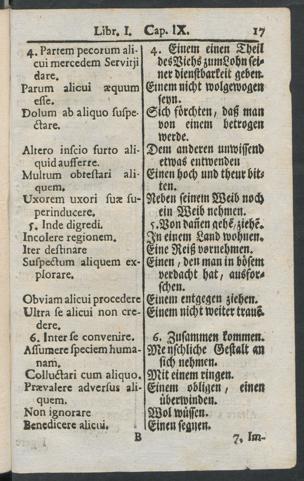 Libr. I. Cap. IX. 17
4. Partem pecorum ali-
cui mercedem Servitji
dare.
Parum alicui æquum
esse.
Dolum ab aliquo suspe-
ctare.
Altero inscio furto ali-
quid aufferre.
Multum obtestari ali-
quem.
Uxorem uxori suæ su-
perinducere.
5. Inde digredi.
Incolere regionem.
Iter destinare
Suspectum aliquem ex-
plorare.
Obviam alicui procedere
Ultra se alicui non cre-
dere.
6. Inter se convenire.
Assumere speciem huma-
nam.
Colluctari cum aliquo.
Prævalere adversus ali-
quem.
Non ignorare
Benedicere alicui.
4. Einem einen Theil
des Viehs zum Lohn sei-
ner dienstbarkeit geben.
Einem nicht wolgewogen
seyn.
Sich förchten, daß man
von einem betrogen
werde.
Dem anderen unwissend
etwas entwenden
Einen hoch und theur bit-
ten.
Neben seinem Weib noch
ein Weib nehmen.
5. Von dañen gehē, ziehē.
In einem Land wohnen.
Eine Reiß vornehmen.
Einen, den man in bösem
verdacht hat, ausfor-
schen.
Einem entgegen ziehen.
Einem nicht weiter trauē.
6. Zusammen kommen.
Menschliche Gestalt an
sich nehmen.
Mit einem ringen.
Einem obligen, einen
überwinden.
Wol wüssen.
Einen segnen.
B 7. Im-